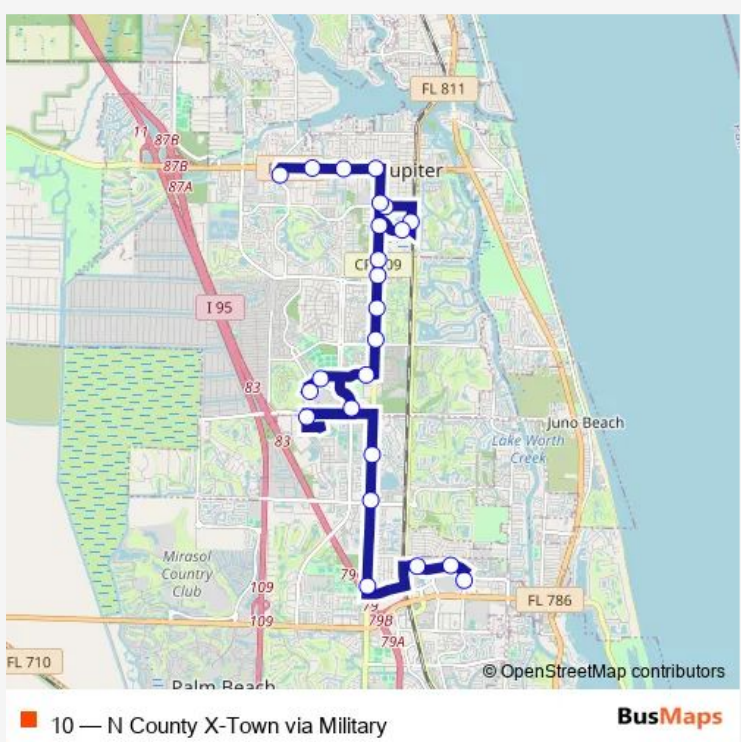 FL 811
11
87B
87B
87A
upiter
I 95
83
83
Juno Beach
Lake Worth
Creek
Mirasol
Country
Club
79
109
109
79
79B
79A
FL 786
FL 710
Palm Beach
© OpenStreetMap contributors
10 — N County X-Town via Military
BusMaps